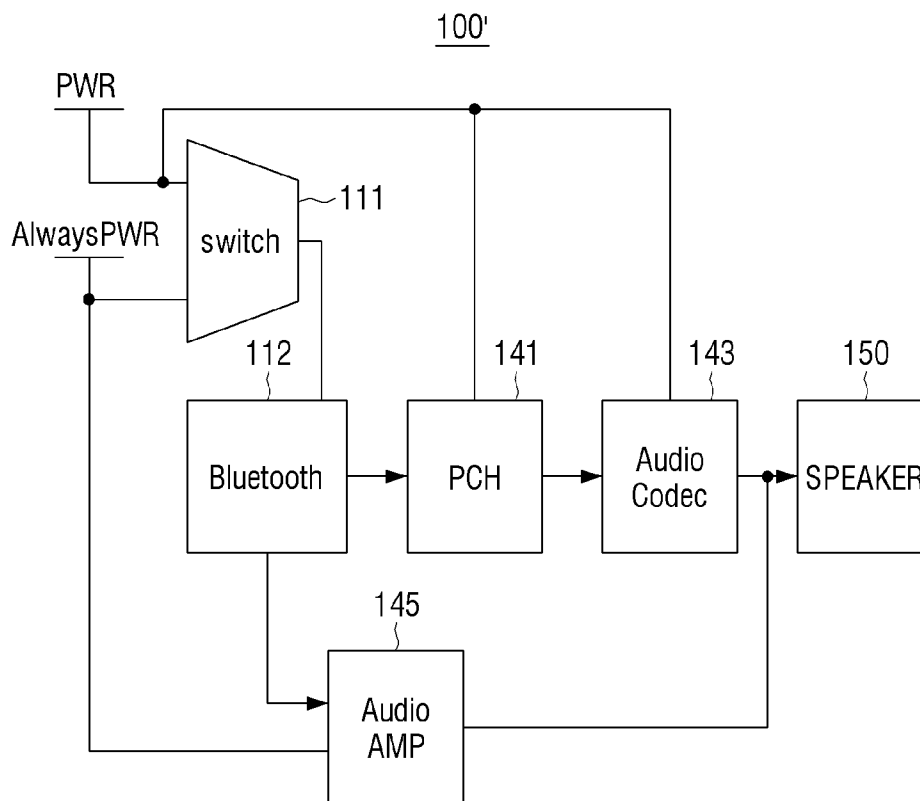 100'
PWR
111
AlwaysPWR
switch
112
141
143
150
Bluetooth
PCH
Audio
Codec
SPEAKER
145
Audio
AMP